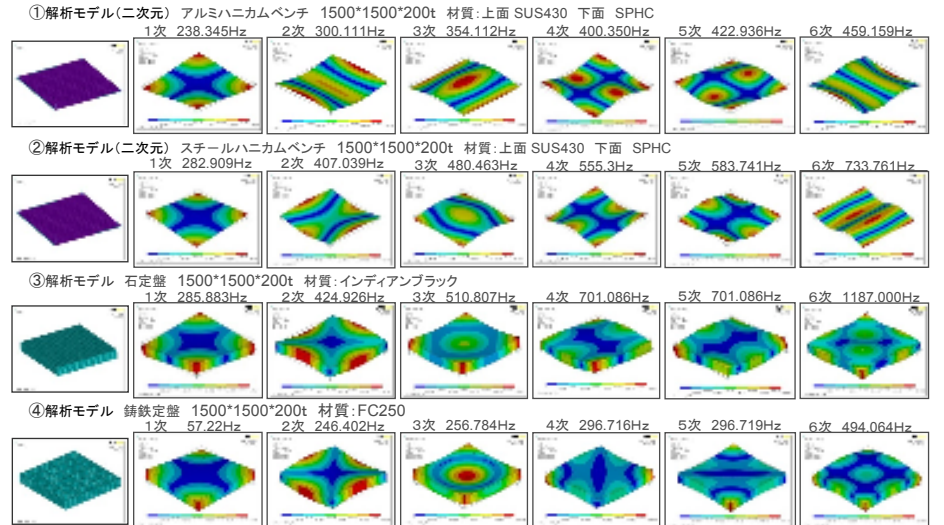 ①解析モデル(二次元) アルミハニカムベンチ 1500*1500*200t 材質:上面 SUS430 下面 SPHC
1次 238.345Hz 2次 300.111Hz 3次 354.112Hz 4次 400.350Hz 5次 422.936Hz 6次 459.159Hz
②解析モデル(二次元) スチールハニカムベンチ 1500*1500*200t 材質:上面 SUS430 下面 SPHC
1次 282.909Hz 2次 407.039Hz 3次 480.463Hz 4次 555.3Hz 5次 583.741Hz 6次 733.761Hz
③解析モデル 石定盤 1500*1500*200t 材質:インディアンブラック
1次 285.883Hz 2次 424.926Hz 3次 510.807Hz 4次 701.086Hz 5次 701.086Hz 6次 1187.000Hz
④解析モデル 鋳鉄定盤 1500*1500*200t 材質:FC250
1次 57.22Hz 2次 246.402Hz 3次 256.784Hz 4次 296.716Hz 5次 296.719Hz 6次 494.064Hz